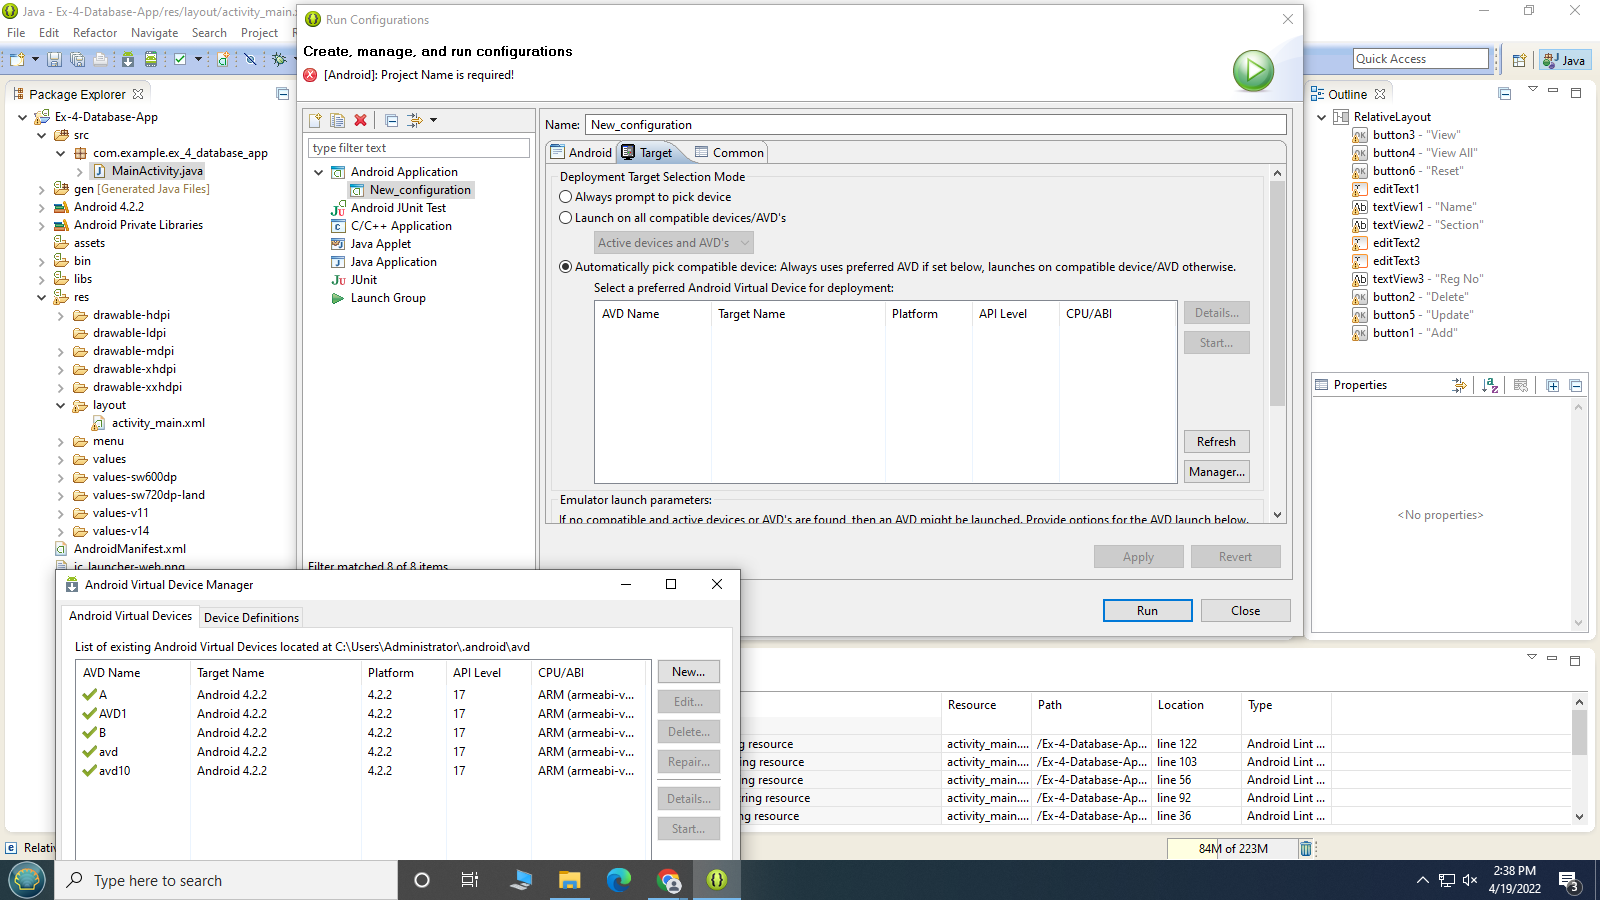 Java - Ex-4-Database-App/res/layout/activity_main.
File Edit Refactor Navigate Search Project
Quick Access
Java
Package Explorer
Ex-4-Database-App
src
com.example.ex_4_database_app
MainActivity.java
gen [Generated Java Files]
Android 4.2.2
Android Private Libraries
assets
bin
libs
res
drawable-hdpi
drawable-ldpi
drawable-mdpi
drawable-xhdpi
drawable-xxhdpi
layout
activity_main.xml
menu
values
values-sw600dp
values-sw720dp-land
values-v11
values-v14
AndroidManifest.xml
ic_launcher-web.png
Run Configurations
Create, manage, and run configurations
[Android]: Project Name is required!
type filter text
Android Application
New_configuration
Android JUnit Test
C/C++ Application
Java Applet
Java Application
JUnit
Launch Group
Filter matched 8 of 8 items
Name: New_configuration
Android Target Common
Deployment Target Selection Mode
Always prompt to pick device
Launch on all compatible devices/AVD's
Active devices and AVD's
Automatically pick compatible device: Always uses preferred AVD if set below, launches on compatible device/AVD otherwise.
Select a preferred Android Virtual Device for deployment:
AVD Name Target Name Platform API Level CPU/ABI
Details...
Start...
Refresh
Manager...
Emulator launch parameters:
If no compatible and active devices or AVD's are found, then an AVD might be launched. Provide options for the AVD launch below.
Apply Revert
Run Close
Outline
RelativeLayout
button3 - "View"
button4 - "View All"
button6 - "Reset"
editText1
textView1 - "Name"
textView2 - "Section"
editText2
editText3
textView3 - "Reg No"
button2 - "Delete"
button5 - "Update"
button1 - "Add"
Properties
<No properties>
Android Virtual Device Manager
Android Virtual Devices Device Definitions
List of existing Android Virtual Devices located at C:\Users\Administrator\.android\avd
AVD Name Target Name Platform API Level CPU/ABI
A Android 4.2.2 4.2.2 17 ARM (armeabi-v...
AVD1 Android 4.2.2 4.2.2 17 ARM (armeabi-v...
B Android 4.2.2 4.2.2 17 ARM (armeabi-v...
avd Android 4.2.2 4.2.2 17 ARM (armeabi-v...
avd10 Android 4.2.2 4.2.2 17 ARM (armeabi-v...
New...
Edit...
Delete...
Repair...
Details...
Start...
Resource Path Location Type
g resource activity_main.... /Ex-4-Database-Ap... line 122 Android Lint ...
ing resource activity_main.... /Ex-4-Database-Ap... line 103 Android Lint ...
ng resource activity_main.... /Ex-4-Database-Ap... line 56 Android Lint ...
tring resource activity_main.... /Ex-4-Database-Ap... line 92 Android Lint ...
ng resource activity_main.... /Ex-4-Database-Ap... line 36 Android Lint ...
Relativ
84M of 223M
Type here to search
2:38 PM
4/19/2022
3